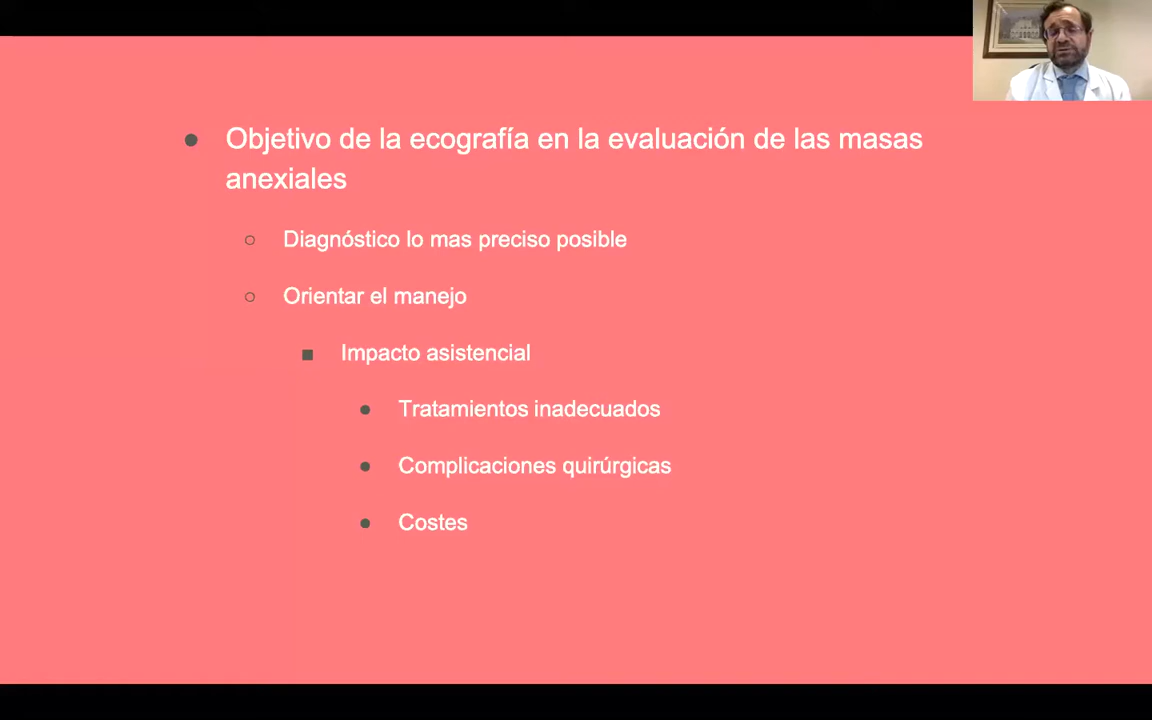 Objetivo de la ecografía en la evaluación de las masas
anexiales
Diagnóstico lo mas preciso posible
Orientar el manejo
Impacto asistencial
Tratamientos inadecuados
Complicaciones quirúrgicas
Costes